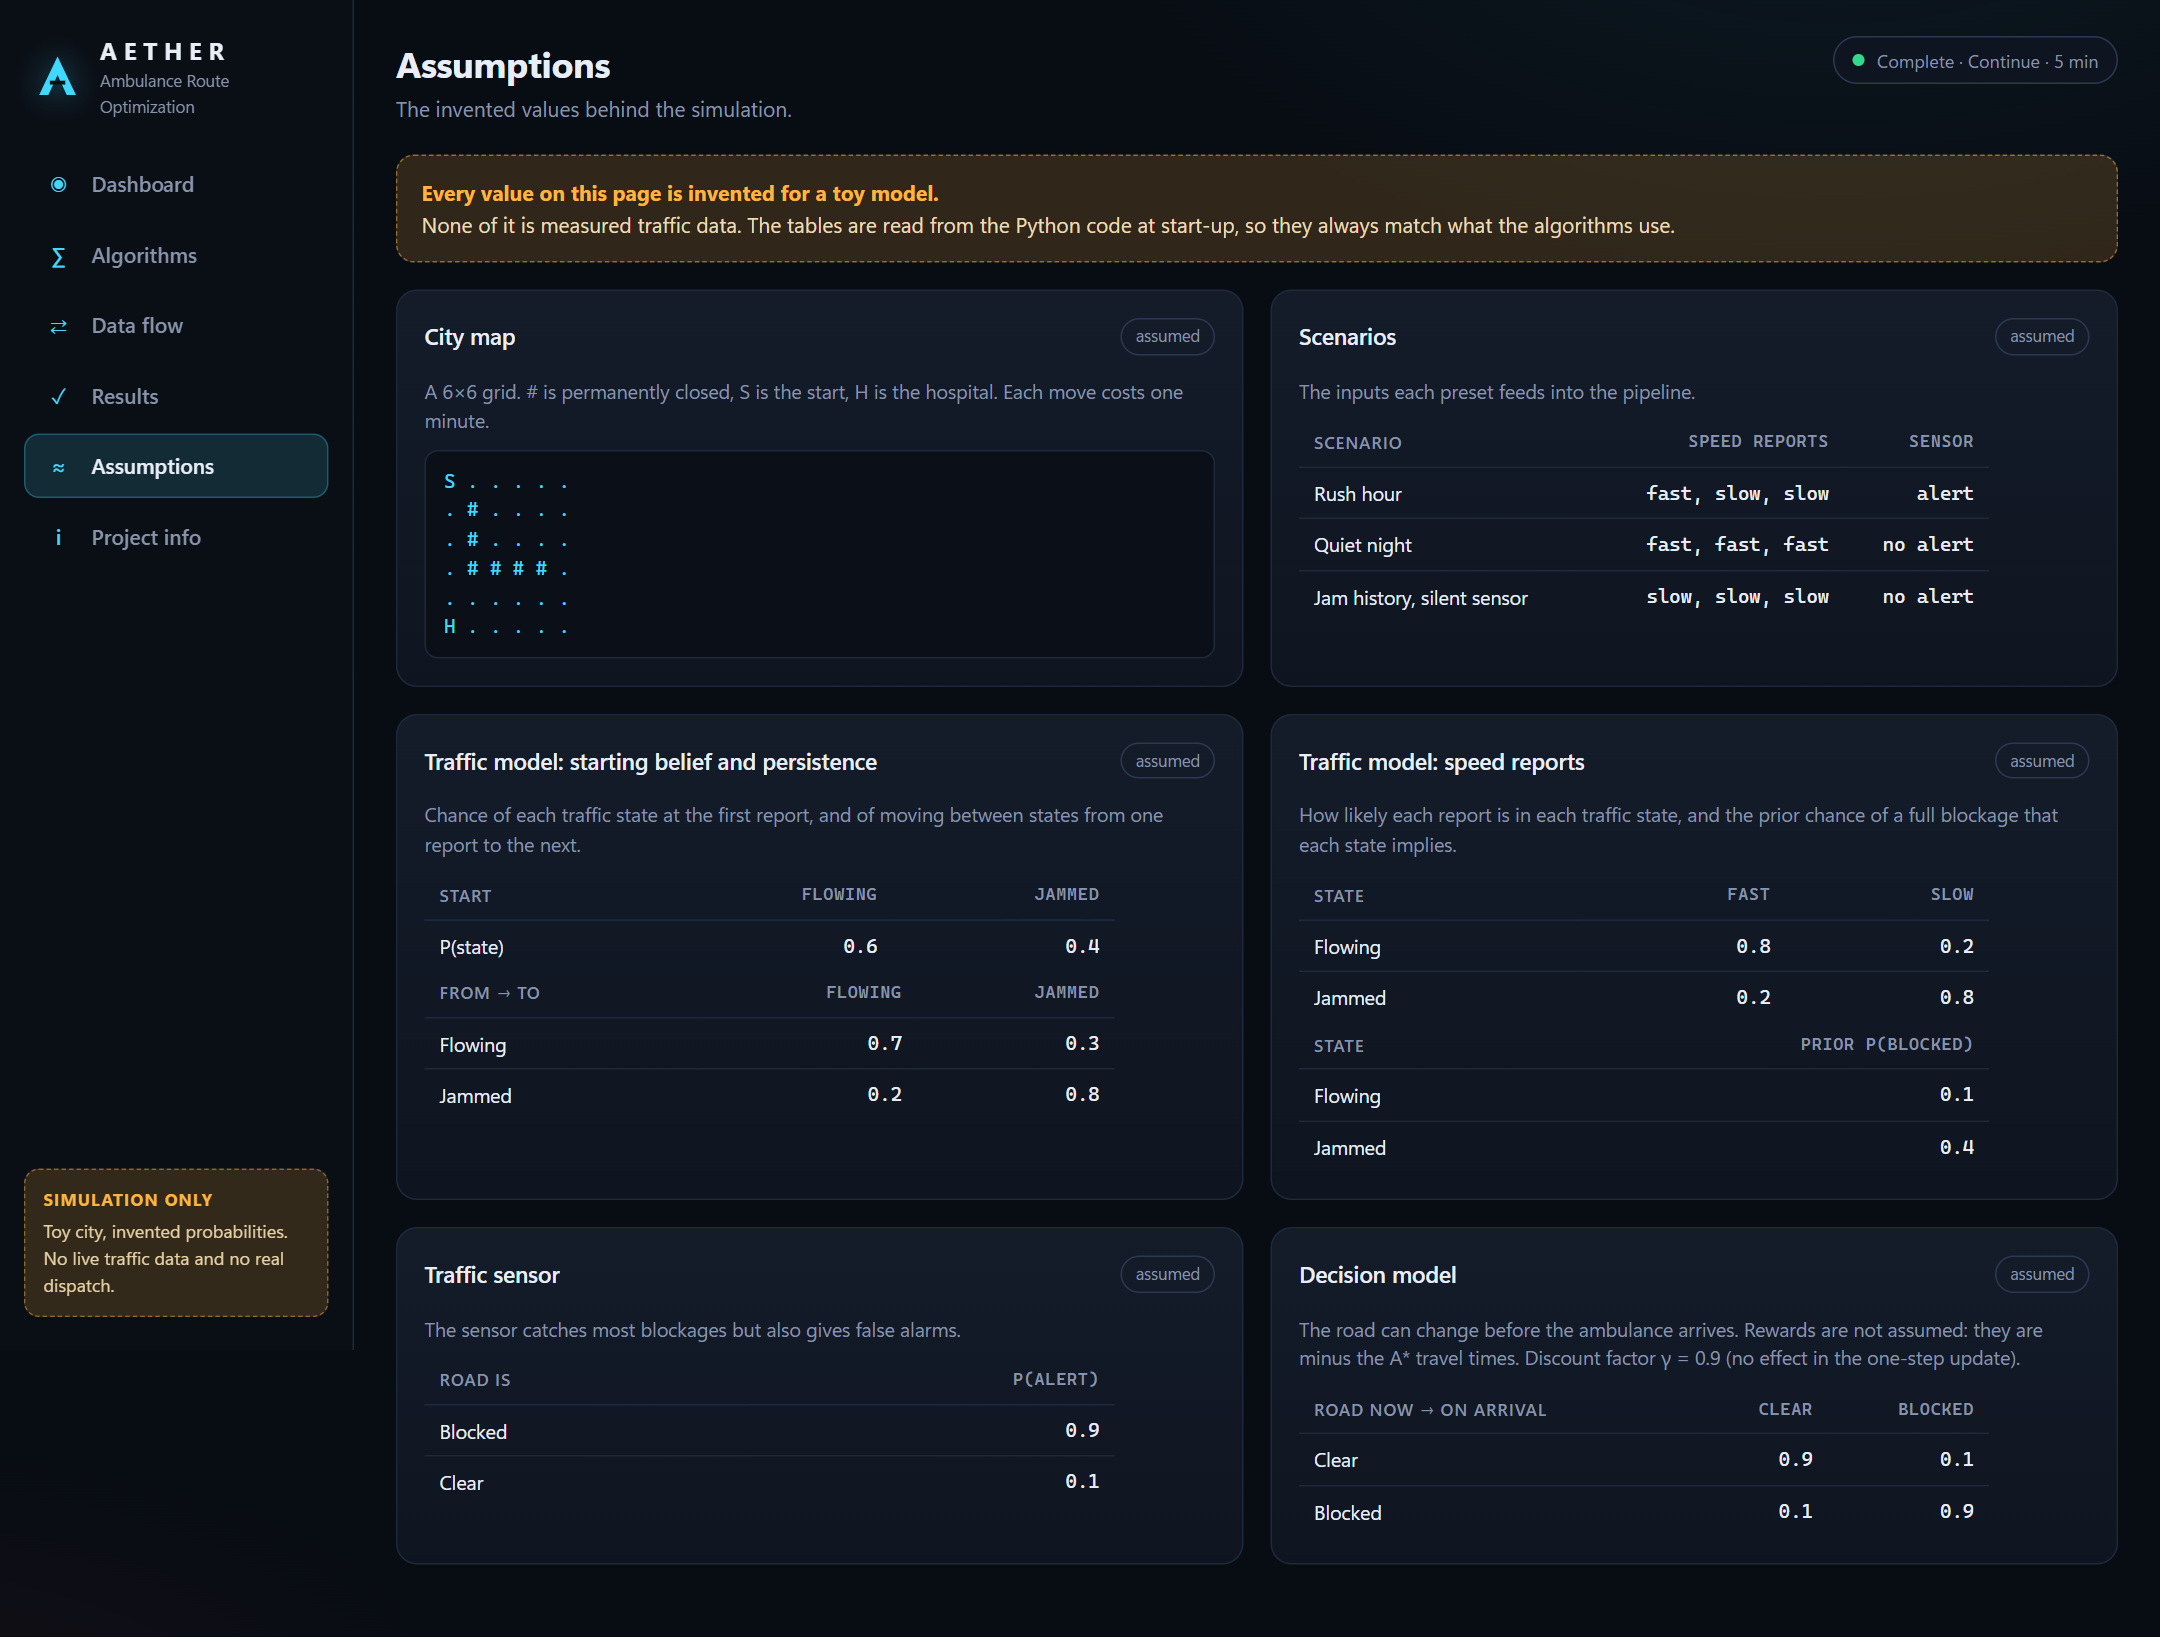 AETHER
Ambulance Route
Optimization
Dashboard
∑ Algorithms
⇄ Data flow
✓ Results
≈ Assumptions
i Project info
SIMULATION ONLY
Toy city, invented probabilities.
No live traffic data and no real
dispatch.
Assumptions
The invented values behind the simulation.
Complete · Continue · 5 min
Every value on this page is invented for a toy model.
None of it is measured traffic data. The tables are read from the Python code at start-up, so they always match what the algorithms use.
City map
assumed
A 6×6 grid. # is permanently closed, S is the start, H is the hospital. Each move costs one
minute.
S . . . . .
. # . . . .
. # . . . .
. # # # # .
. . . . . .
H . . . . .
Scenarios
assumed
The inputs each preset feeds into the pipeline.
SCENARIO SPEED REPORTS SENSOR
Rush hour fast, slow, slow alert
Quiet night fast, fast, fast no alert
Jam history, silent sensor slow, slow, slow no alert
Traffic model: starting belief and persistence
assumed
Chance of each traffic state at the first report, and of moving between states from one
report to the next.
START FLOWING JAMMED
P(state) 0.6 0.4
FROM → TO FLOWING JAMMED
Flowing 0.7 0.3
Jammed 0.2 0.8
Traffic model: speed reports
assumed
How likely each report is in each traffic state, and the prior chance of a full blockage that
each state implies.
STATE FAST SLOW
Flowing 0.8 0.2
Jammed 0.2 0.8
STATE PRIOR P(BLOCKED)
Flowing 0.1
Jammed 0.4
Traffic sensor
assumed
The sensor catches most blockages but also gives false alarms.
ROAD IS P(ALERT)
Blocked 0.9
Clear 0.1
Decision model
assumed
The road can change before the ambulance arrives. Rewards are not assumed: they are
minus the A* travel times. Discount factor γ = 0.9 (no effect in the one-step update).
ROAD NOW → ON ARRIVAL CLEAR BLOCKED
Clear 0.9 0.1
Blocked 0.1 0.9